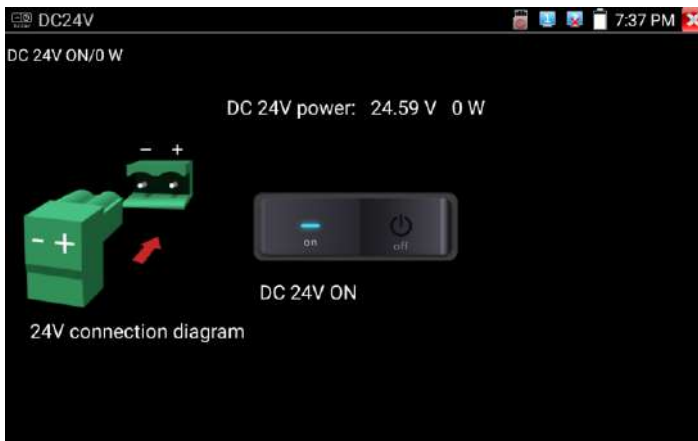 DC24V
7:37 PM
DC 24V ON/0 W
DC 24V power: 24.59 V 0 W
- +
- +
on
off
DC 24V ON
24V connection diagram